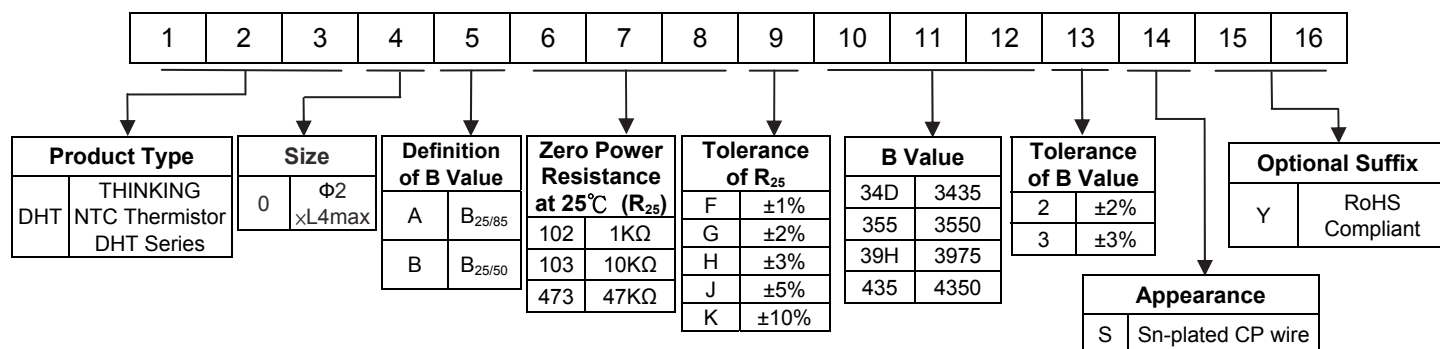 1 2 3 4 5 6 7 8 9 10 11 12 13 14 15 16
Product Type
DHT THINKING
NTC Thermistor
DHT Series
Size
0 Φ2
×L4max
Definition
of B Value
A B25/85
B B25/50
Zero Power
Resistance
at 25℃ (R25)
102 1KΩ
103 10KΩ
473 47KΩ
Tolerance
of R25
F ±1%
G ±2%
H ±3%
J ±5%
K ±10%
B Value
34D 3435
355 3550
39H 3975
435 4350
Tolerance
of B Value
2 ±2%
3 ±3%
Appearance
S Sn-plated CP wire
Optional Suffix
Y RoHS
Compliant